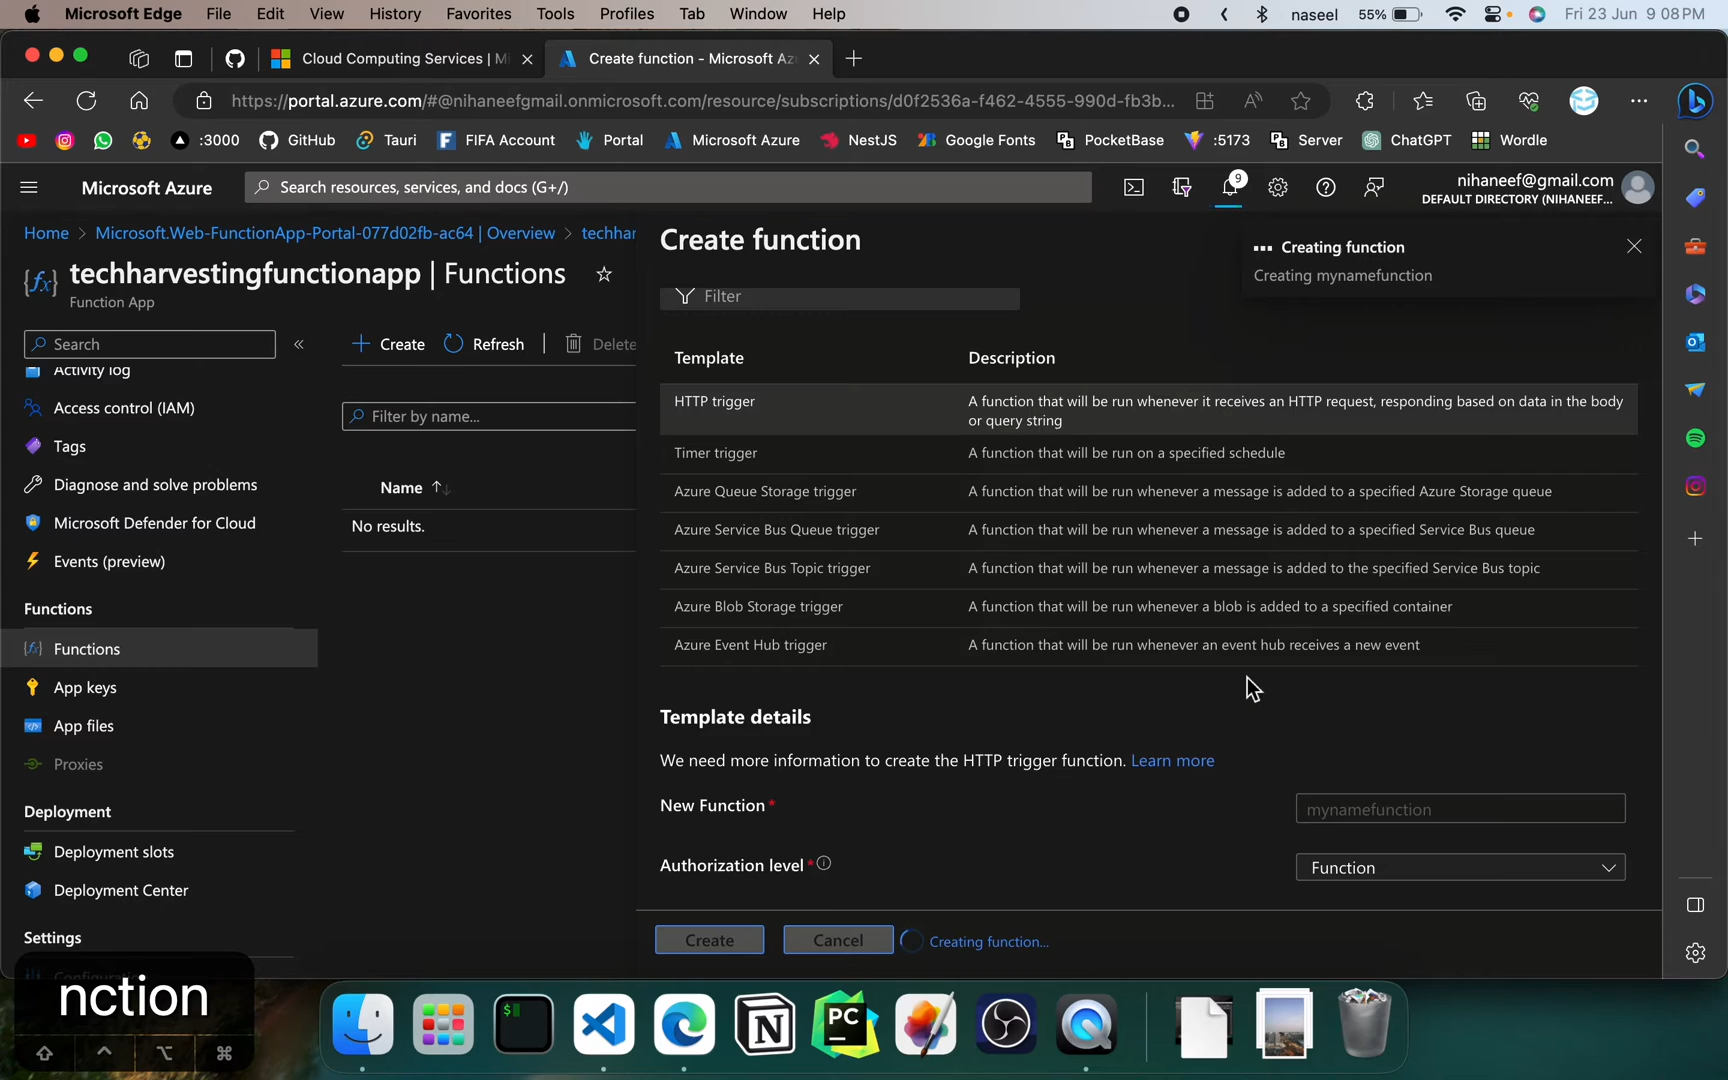 Microsoft Edge File Edit View History Favorites Tools Profiles Tab Window Help
naseel 55% Fri 23 Jun 9 08 PM
Cloud Computing Services | Mi
Create function - Microsoft Az
https://portal.azure.com/#@nihaneefgmail.onmicrosoft.com/resource/subscriptions/d0f2536a-f462-4555-990d-fb3b...
:3000 GitHub Tauri FIFA Account Portal Microsoft Azure NestJS Google Fonts PocketBase :5173 Server ChatGPT Wordle
Microsoft Azure
Search resources, services, and docs (G+/)
9
nihaneef@gmail.com
DEFAULT DIRECTORY (NIHANEEF...
Home > Microsoft.Web-FunctionApp-Portal-077d02fb-ac64 | Overview > techhar
techharvestingfunctionapp | Functions
Function App
Search
Activity log
Access control (IAM)
Tags
Diagnose and solve problems
Microsoft Defender for Cloud
Events (preview)
Functions
Functions
App keys
App files
Proxies
Deployment
Deployment slots
Deployment Center
Settings
Create Refresh Delete
Filter by name...
Name
No results.
Create function
Creating function
Creating mynamefunction
Filter
Template Description
HTTP trigger A function that will be run whenever it receives an HTTP request, responding based on data in the body
or query string
Timer trigger A function that will be run on a specified schedule
Azure Queue Storage trigger A function that will be run whenever a message is added to a specified Azure Storage queue
Azure Service Bus Queue trigger A function that will be run whenever a message is added to a specified Service Bus queue
Azure Service Bus Topic trigger A function that will be run whenever a message is added to the specified Service Bus topic
Azure Blob Storage trigger A function that will be run whenever a blob is added to a specified container
Azure Event Hub trigger A function that will be run whenever an event hub receives a new event
Template details
We need more information to create the HTTP trigger function. Learn more
New Function *
mynamefunction
Authorization level *
Function
Create Cancel Creating function...
nction
PC